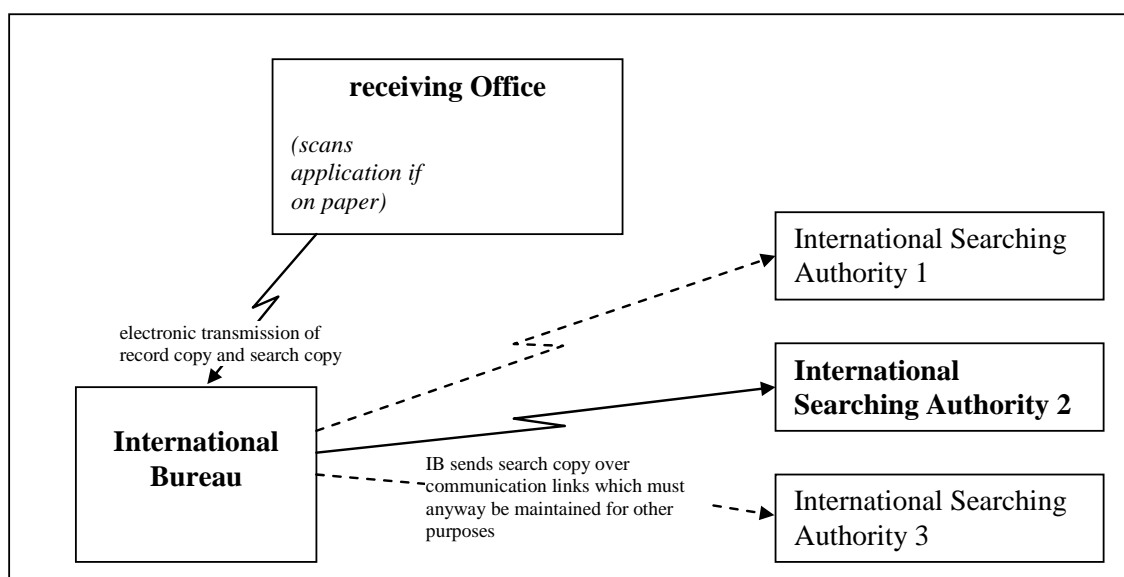 receiving Office
(scans
application if
on paper)
International Searching
Authority 1
electronic transmission of
record copy and search copy
International
Searching Authority 2
International
Bureau
IB sends search copy over
communication links which must
anyway be maintained for other
purposes
International Searching
Authority 3